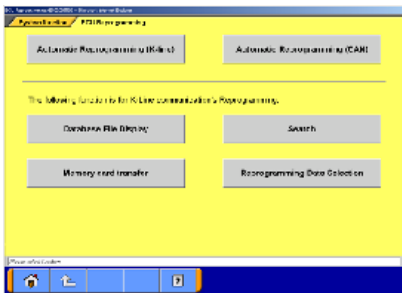 System Function ECU Reprogramming
Automatic Reprogramming (K-line) Automatic Reprogramming (CAN)
The following function is for K-Line communication's Reprogramming.
Database File Display Search
Memory card transfer Reprogramming Data Selection